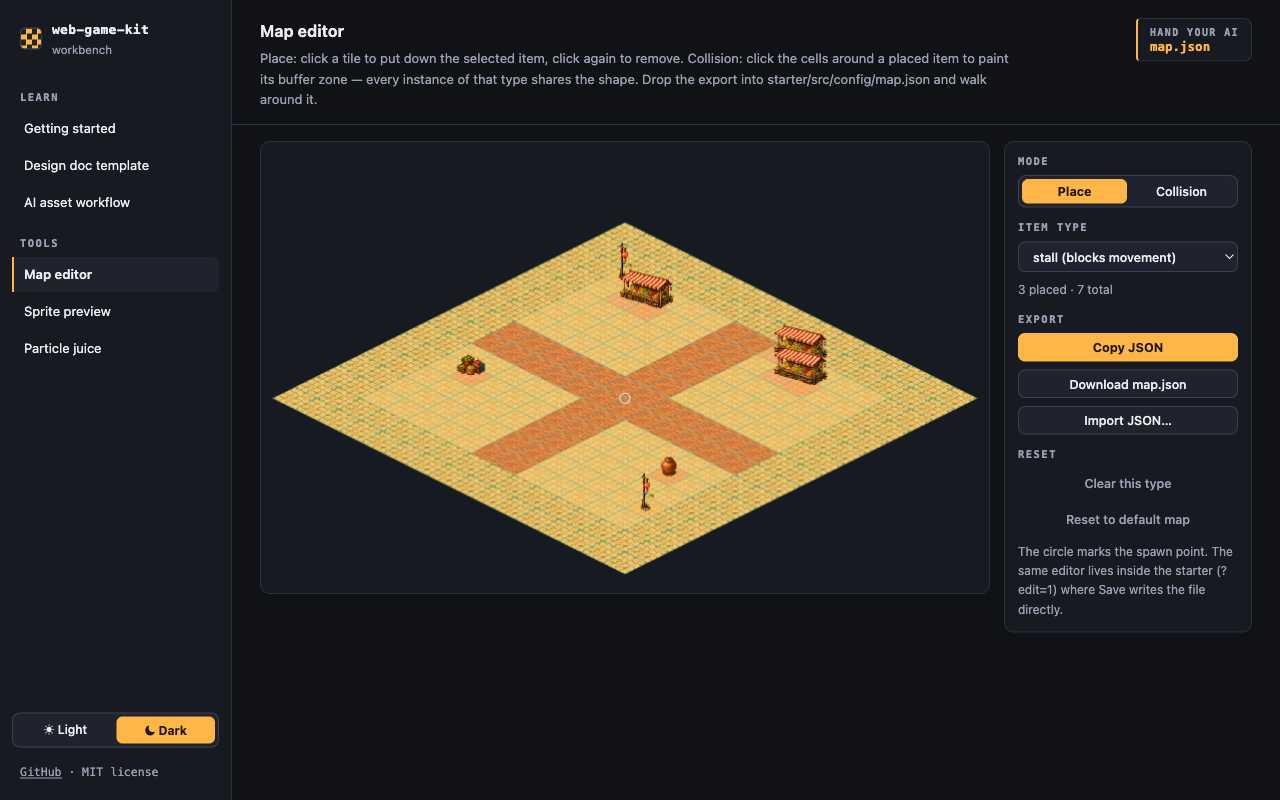 web-game-kit
workbench
LEARN
Getting started
Design doc template
AI asset workflow
TOOLS
Map editor
Sprite preview
Particle juice
Light
Dark
GitHub · MIT license
Map editor
Place: click a tile to put down the selected item, click again to remove. Collision: click the cells around a placed item to paint
its buffer zone — every instance of that type shares the shape. Drop the export into starter/src/config/map.json and walk
around it.
HAND YOUR AI
map.json
MODE
Place
Collision
ITEM TYPE
stall (blocks movement)
3 placed · 7 total
EXPORT
Copy JSON
Download map.json
Import JSON…
RESET
Clear this type
Reset to default map
The circle marks the spawn point. The
same editor lives inside the starter (?
edit=1) where Save writes the file
directly.